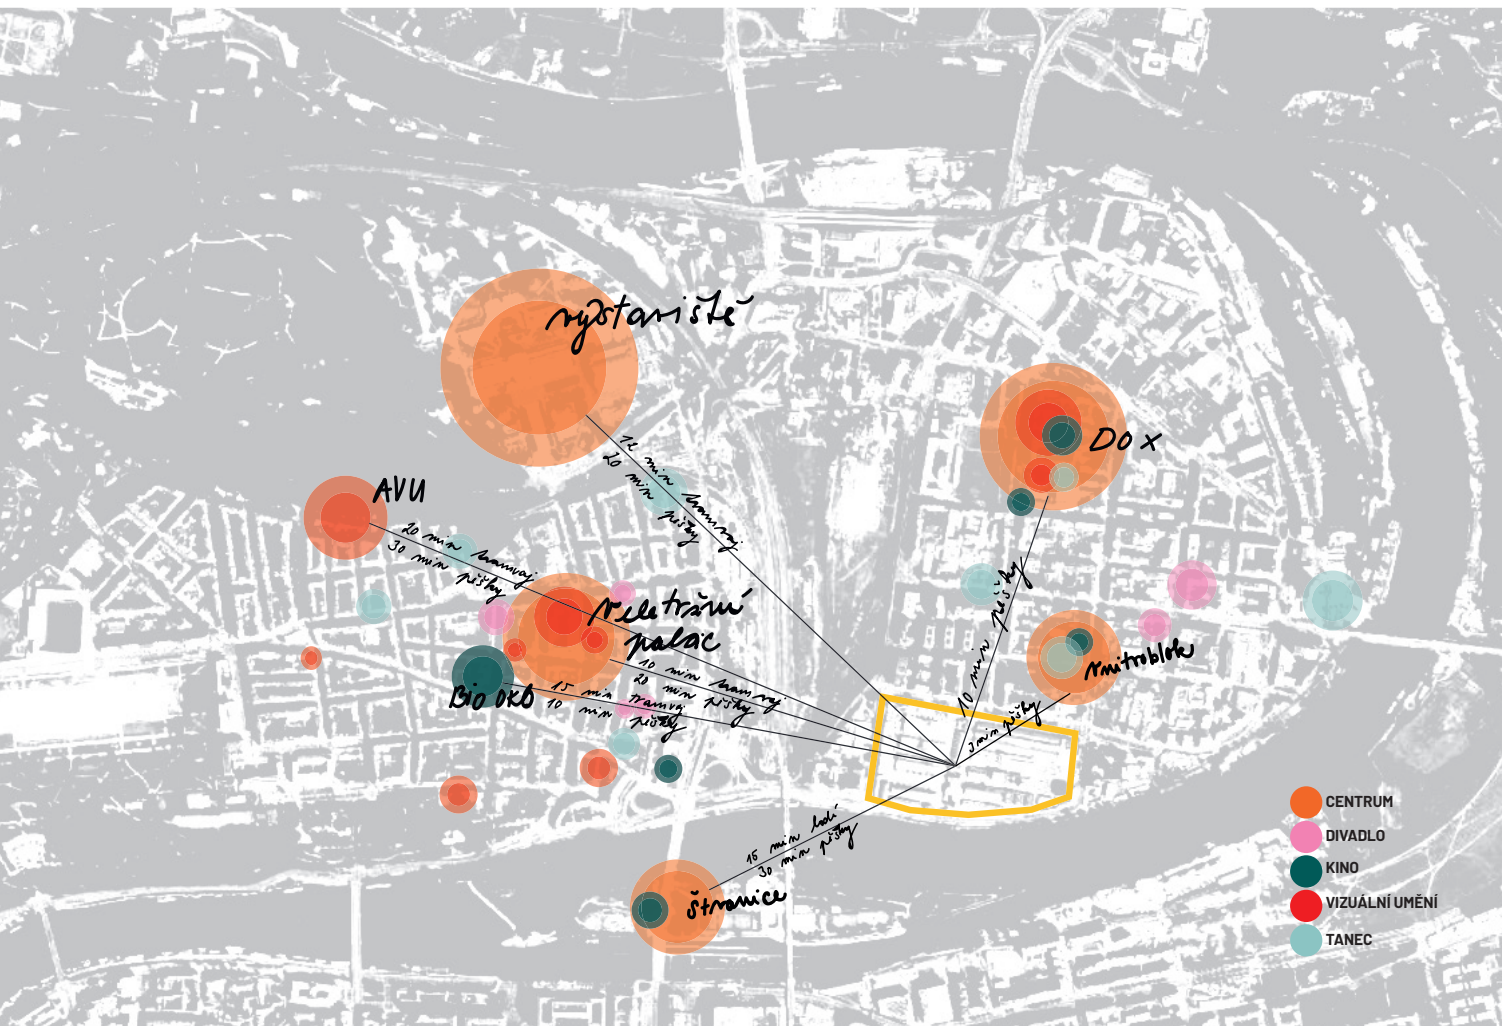 výstaviště
12 min tramvaj
20 min pěšky
DOX
AVU
20 min tramvaj
30 min pěšky
10 min pěšky
Veletržní
palác
10 min tramvaj
20 min pěšky
Vnitroblok
BIO OKO
15 min tramvaj
10 min pěšky
3 min pěšky
15 min lodí
30 min pěšky
Štvanice
CENTRUM
DIVADLO
KINO
VIZUÁLNÍ UMĚNÍ
TANEC